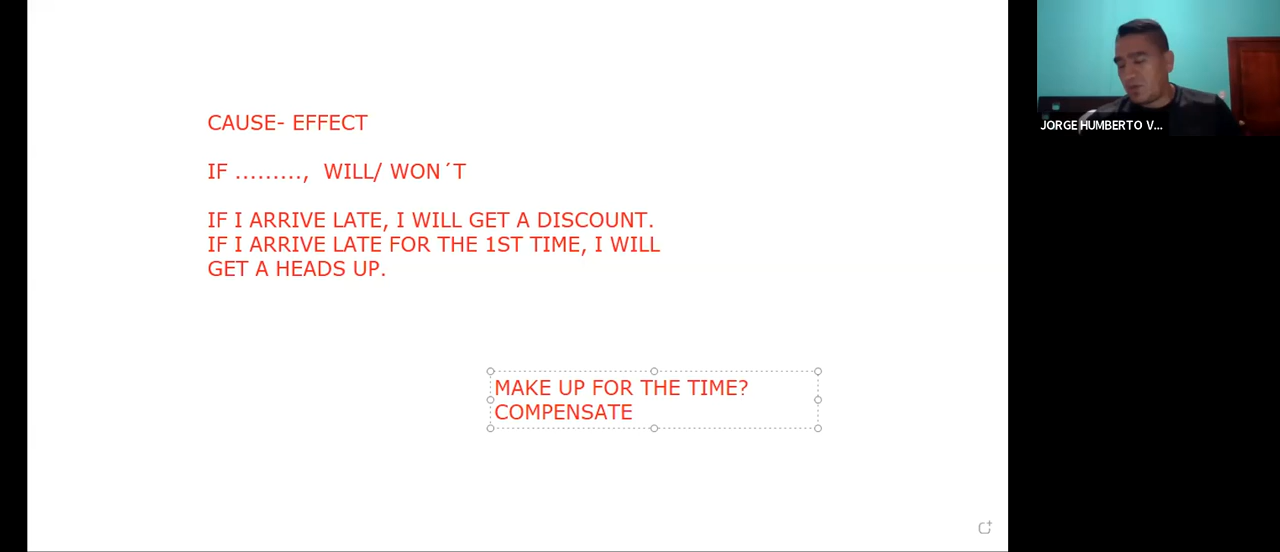 CAUSE- EFFECT
IF ........., WILL/ WON´T
IF I ARRIVE LATE, I WILL GET A DISCOUNT.
IF I ARRIVE LATE FOR THE 1ST TIME, I WILL
GET A HEADS UP.
MAKE UP FOR THE TIME?
COMPENSATE
JORGE HUMBERTO V...